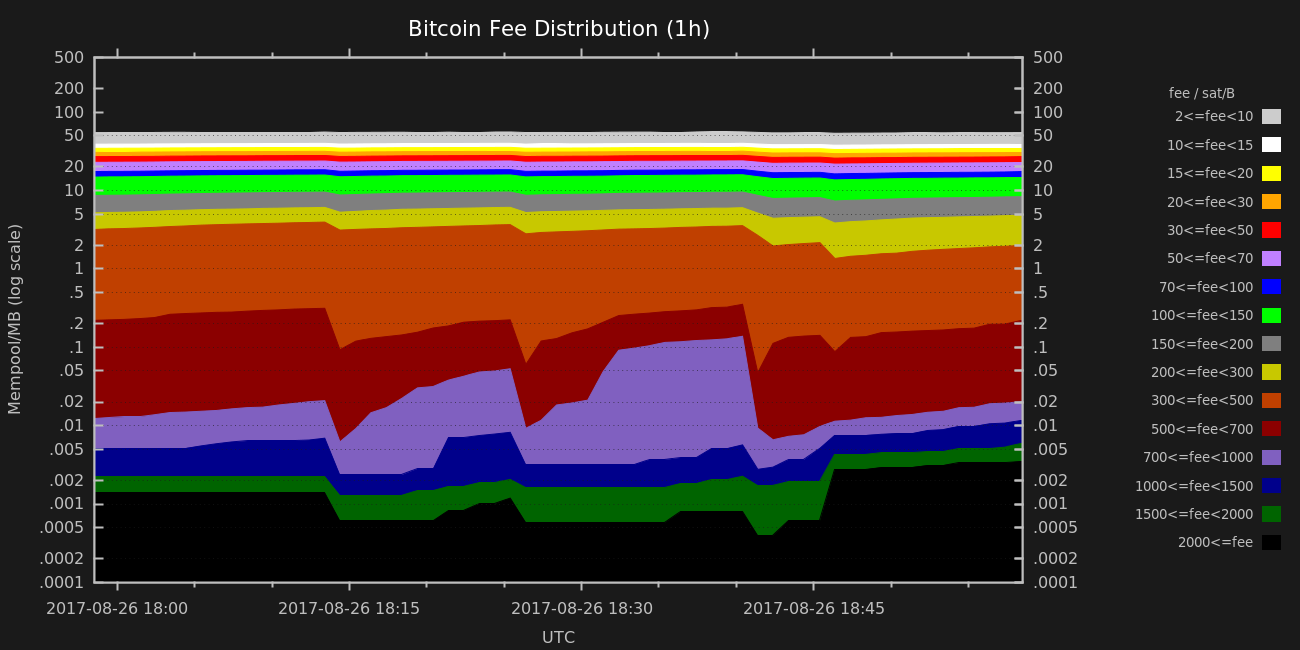 Bitcoin Fee Distribution (1h)
Mempool/MB (log scale)
500
200
100
50
20
10
5
2
1
.5
.2
.1
.05
.02
.01
.005
.002
.001
.0005
.0002
.0001
500
200
100
50
20
10
5
2
1
.5
.2
.1
.05
.02
.01
.005
.002
.001
.0005
.0002
.0001
2017-08-26 18:00 2017-08-26 18:15 2017-08-26 18:30 2017-08-26 18:45
UTC
fee / sat/B
2<=fee<10
10<=fee<15
15<=fee<20
20<=fee<30
30<=fee<50
50<=fee<70
70<=fee<100
100<=fee<150
150<=fee<200
200<=fee<300
300<=fee<500
500<=fee<700
700<=fee<1000
1000<=fee<1500
1500<=fee<2000
2000<=fee